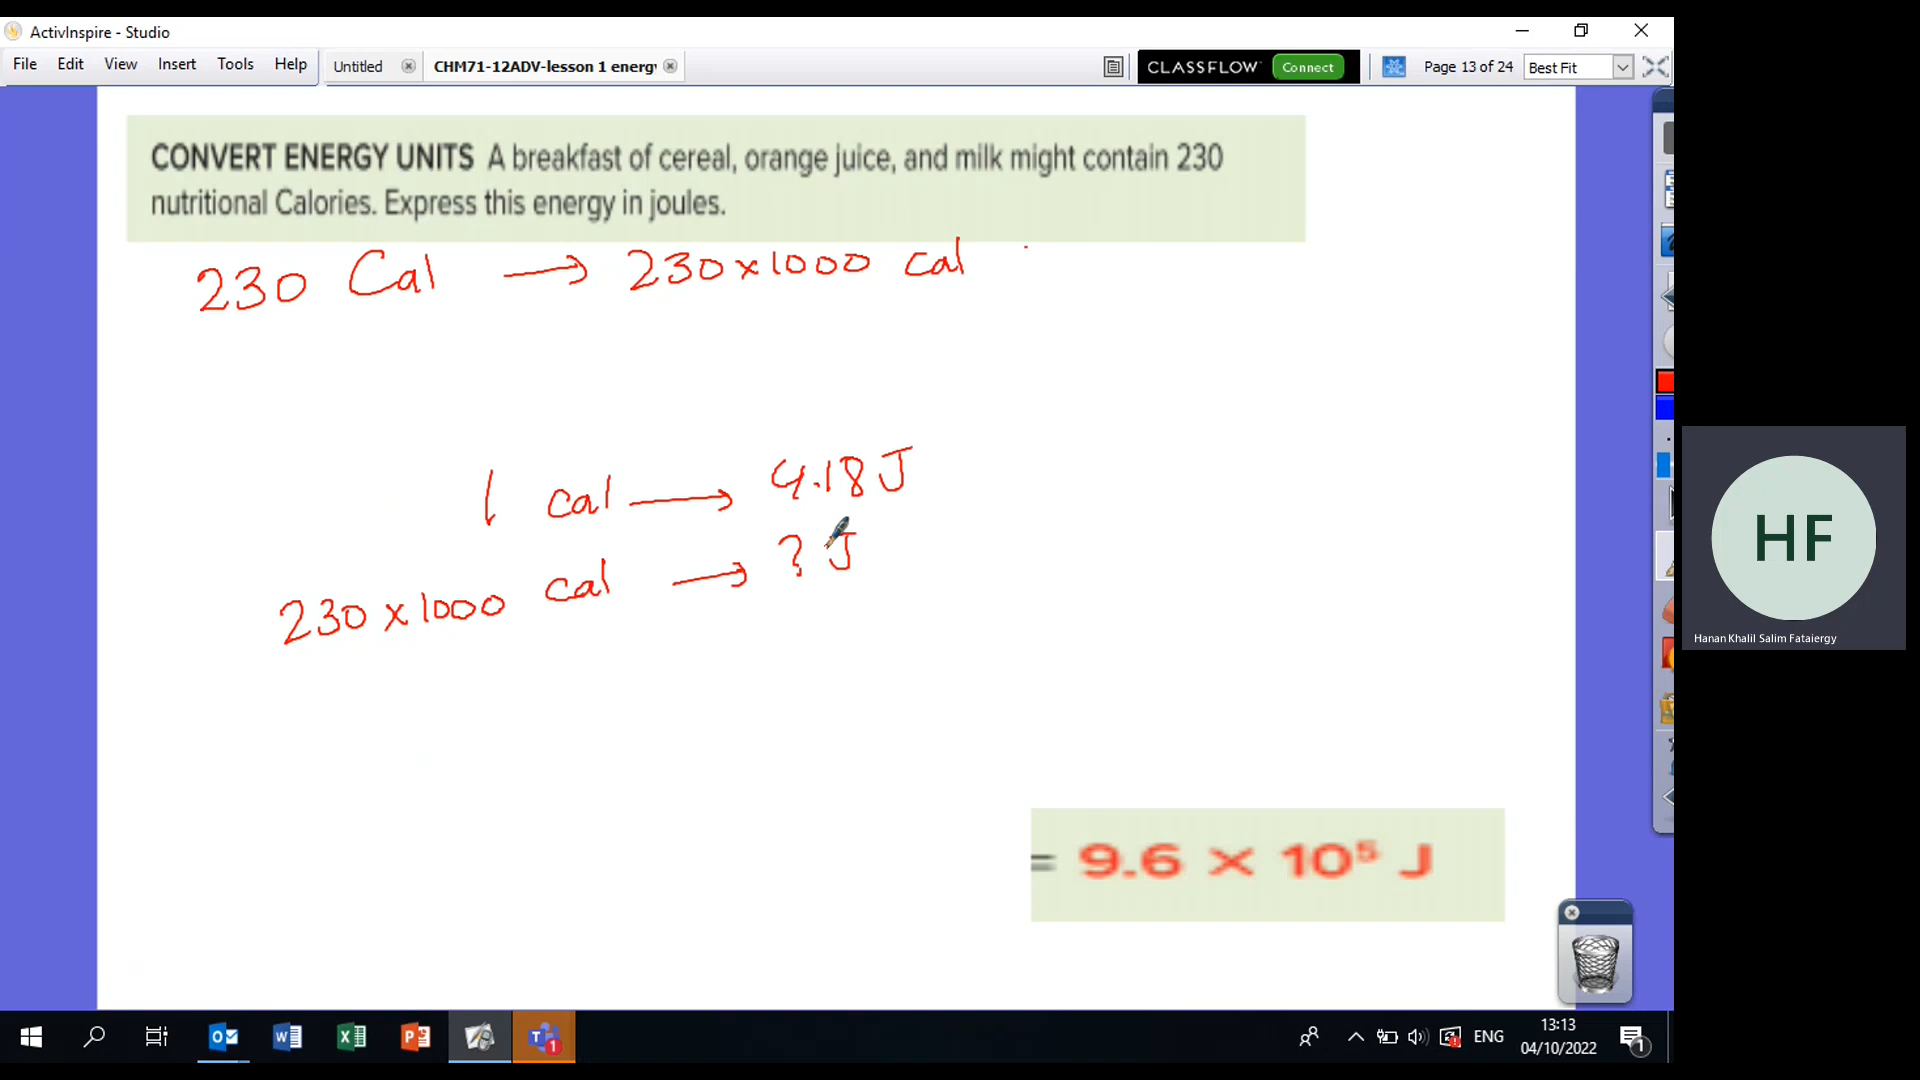 ActivInspire - Studio
File Edit View Insert Tools Help Untitled CHM71-12ADV-lesson 1 energy CLASSFLOW Connect Page 13 of 24 Best Fit
CONVERT ENERGY UNITS A breakfast of cereal, orange juice, and milk might contain 230
nutritional Calories. Express this energy in joules.
230 Cal → 230×1000 cal
1 cal → 4.18 J
230×1000 cal → ? J
= 9.6 × 10⁵ J
HF
Hanan Khalil Salim Fataiergy
ENG
13:13
04/10/2022